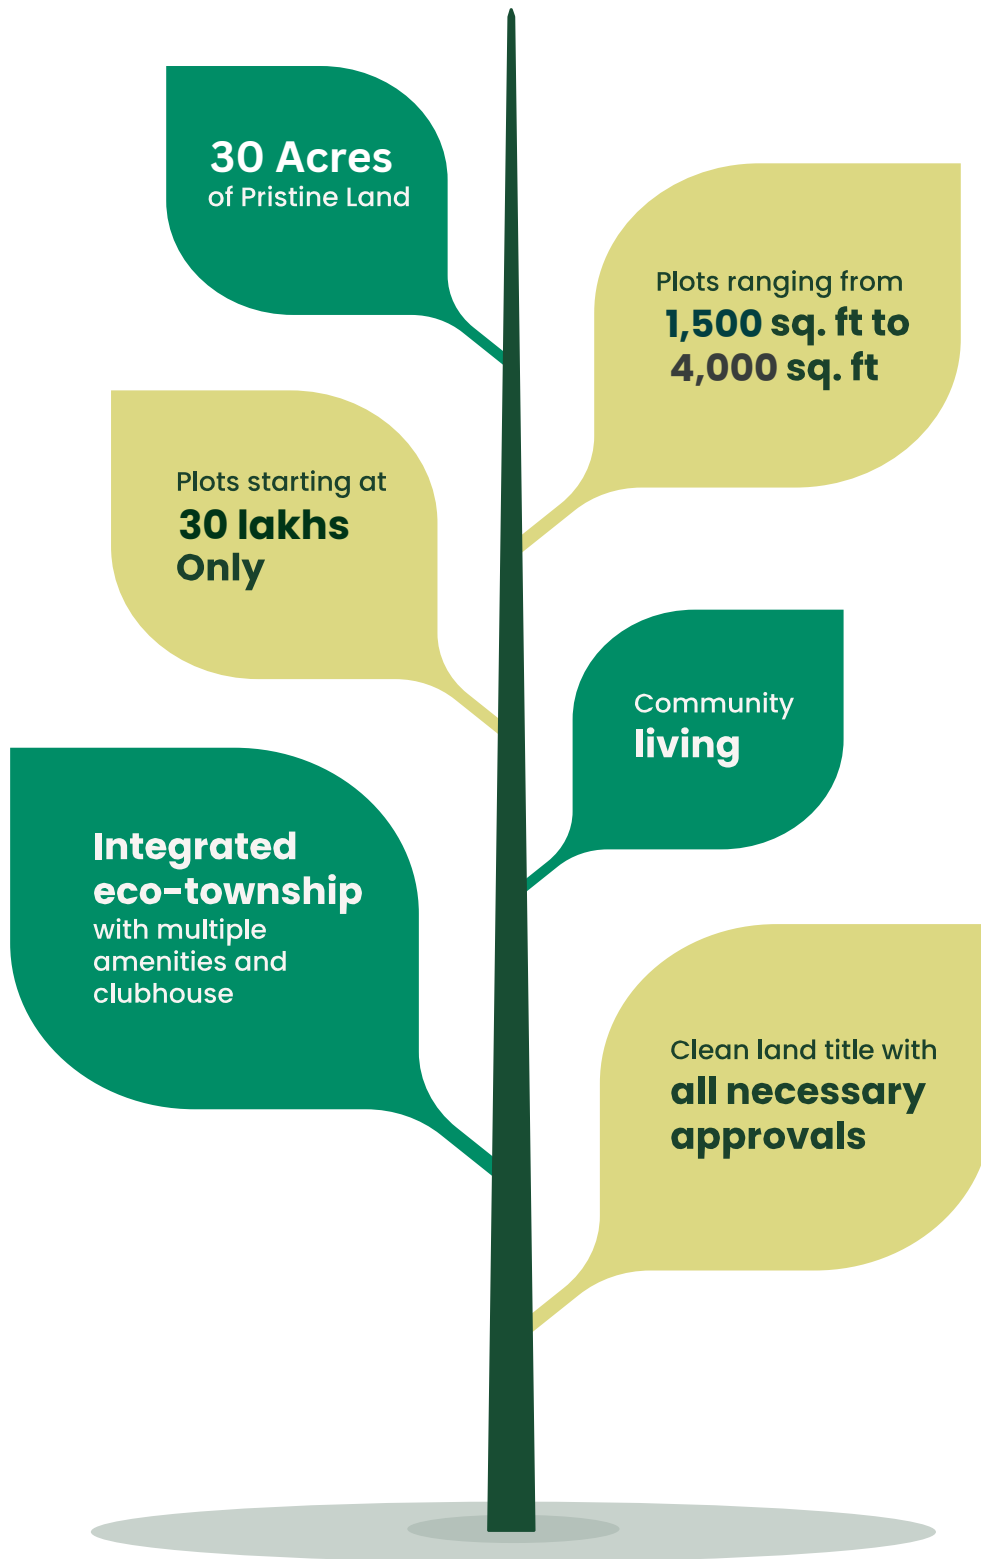 30 Acres
of Pristine Land
Plots ranging from
1,500 sq. ft to
4,000 sq. ft
Plots starting at
30 lakhs
Only
Community
living
Integrated
eco-township
with multiple
amenities and
clubhouse
Clean land title with
all necessary
approvals